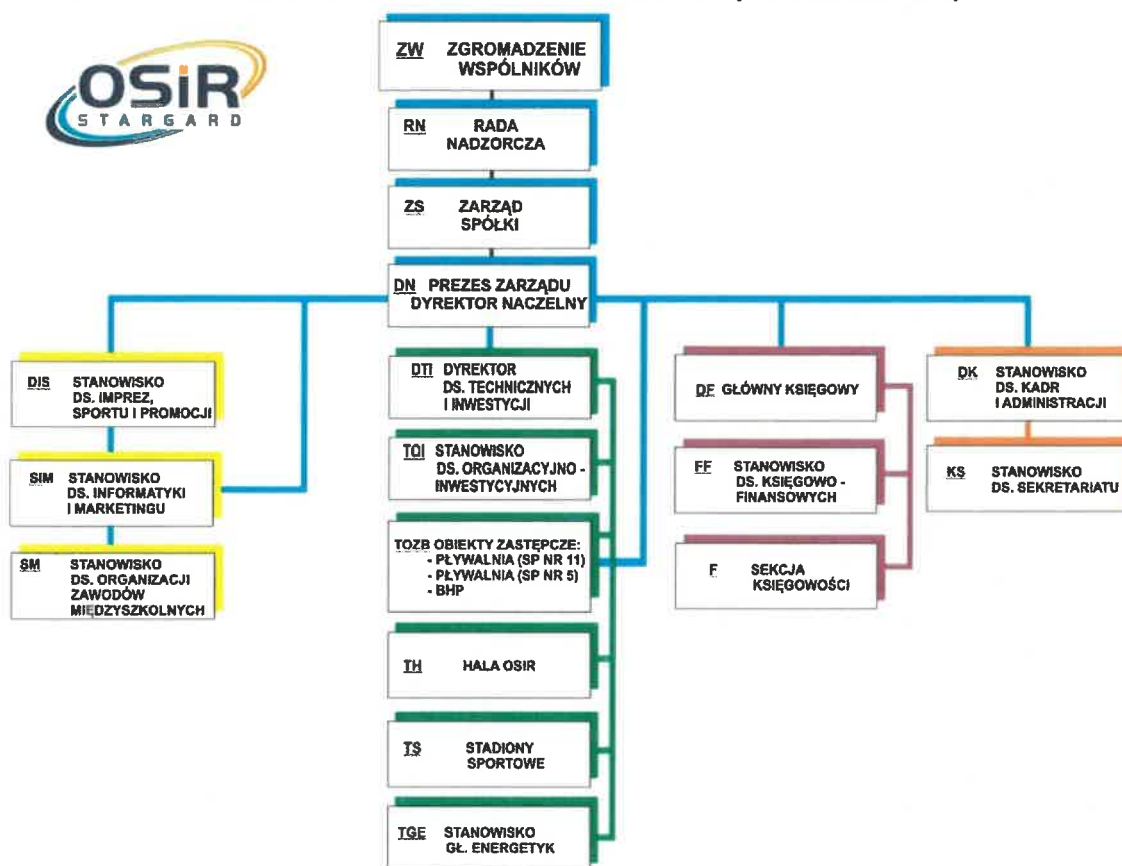 OSiR
STARGARD
ZW ZGROMADZENIE
WSPÓLNIKÓW
RN RADA
NADZORCZA
ZS ZARZĄD
SPÓŁKI
DN PREZES ZARZĄDU
DYREKTOR NACZELNY
DIS STANOWISKO
DS. IMPREZ,
SPORTU I PROMOCJI
SIM STANOWISKO
DS. INFORMATYKI
I MARKETINGU
SM STANOWISKO
DS. ORGANIZACJI
ZAWODÓW
MIĘDZYSZKOLNYCH
DTI DYREKTOR
DS. TECHNICZNYCH
I INWESTYCJI
TOI STANOWISKO
DS. ORGANIZACYJNO -
INWESTYCYJNYCH
TOZB OBIEKTY ZASTĘPCZE:
- PŁYWALNIA (SP NR 11)
- PŁYWALNIA (SP NR 5)
- BHP
TH HALA OSIR
TS STADIONY
SPORTOWE
TGE STANOWISKO
GŁ. ENERGETYK
DF GŁÓWNY KSIĘGOWY
FF STANOWISKO
DS. KSIĘGOWO -
FINANSOWYCH
F SEKCJA
KSIĘGOWOŚCI
DK STANOWISKO
DS. KADR
I ADMINISTRACJI
KS STANOWISKO
DS. SEKRETARIATU